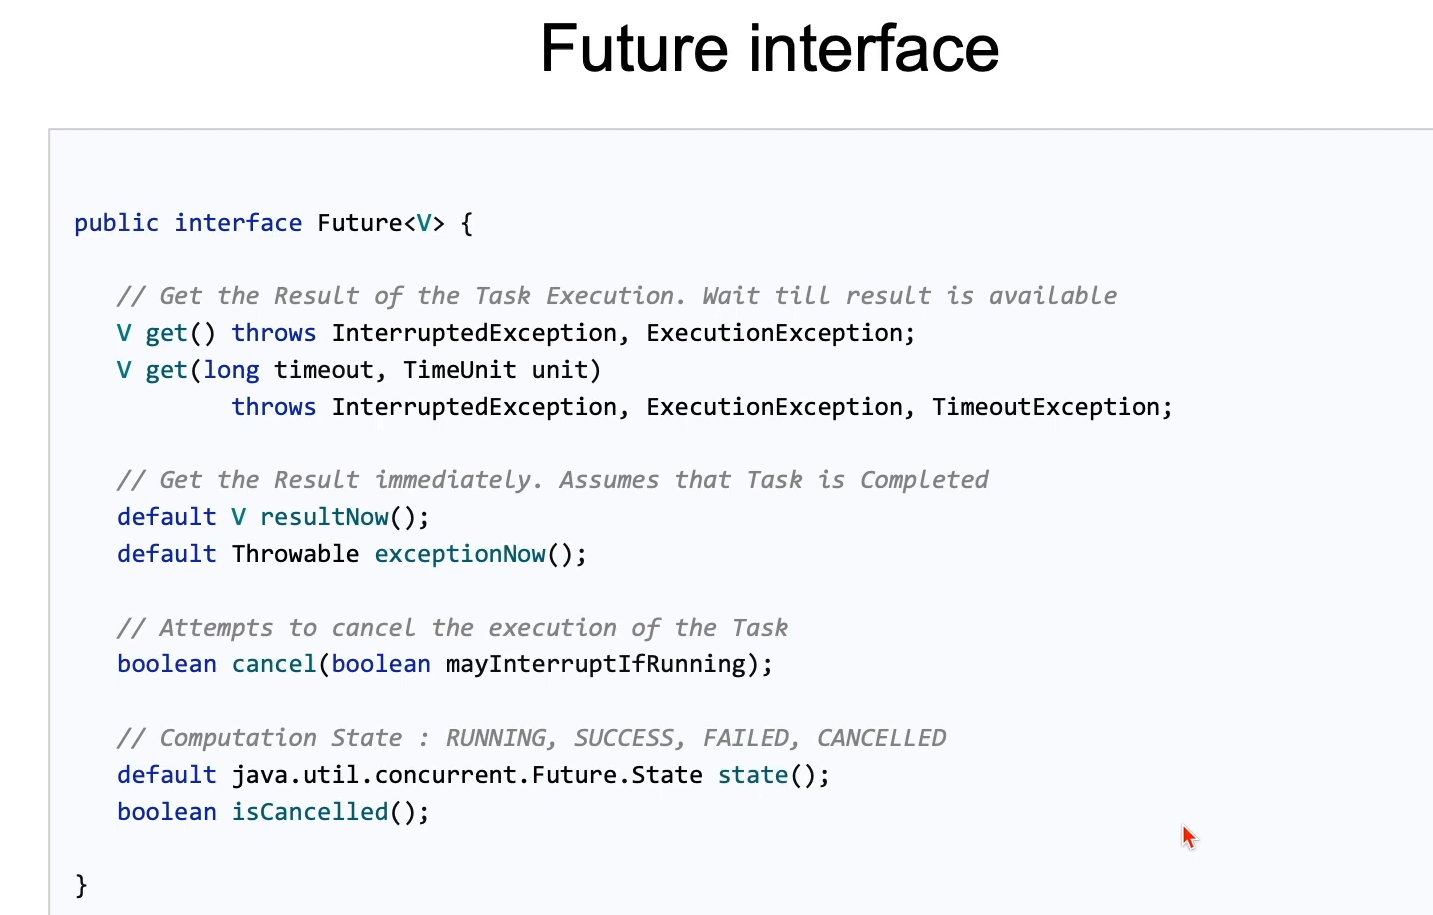 Future interface
public interface Future<V> {
// Get the Result of the Task Execution. Wait till result is available
V get() throws InterruptedException, ExecutionException;
V get(long timeout, TimeUnit unit)
throws InterruptedException, ExecutionException, TimeoutException;
// Get the Result immediately. Assumes that Task is Completed
default V resultNow();
default Throwable exceptionNow();
// Attempts to cancel the execution of the Task
boolean cancel(boolean mayInterruptIfRunning);
// Computation State : RUNNING, SUCCESS, FAILED, CANCELLED
default java.util.concurrent.Future.State state();
boolean isCancelled();
}